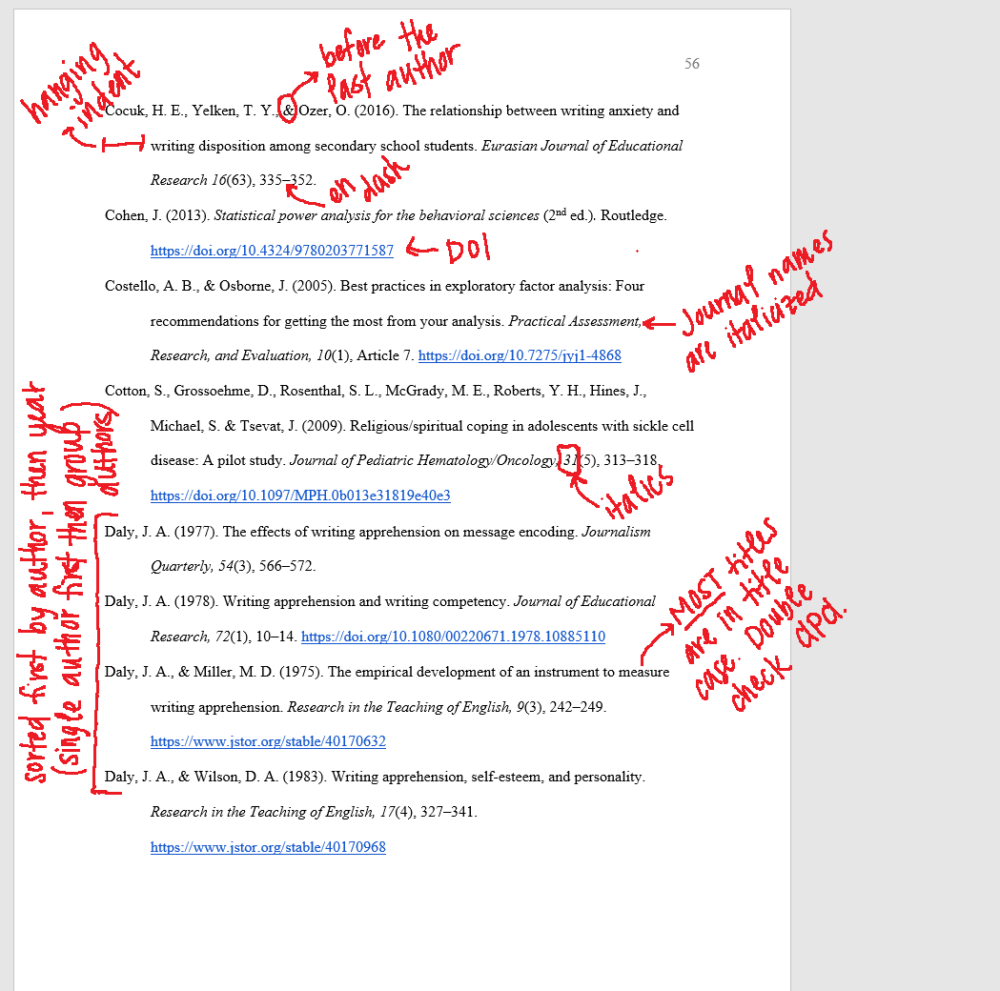 56
before the
last author
hanging
indent
Cocuk, H. E., Yelken, T. Y., & Ozer, O. (2016). The relationship between writing anxiety and
writing disposition among secondary school students. Eurasian Journal of Educational
Research 16(63), 335–352.
en dash
Cohen, J. (2013). Statistical power analysis for the behavioral sciences (2nd ed.). Routledge.
https://doi.org/10.4324/9780203771587
DOI
Costello, A. B., & Osborne, J. (2005). Best practices in exploratory factor analysis: Four
recommendations for getting the most from your analysis. Practical Assessment,
Research, and Evaluation, 10(1), Article 7. https://doi.org/10.7275/jyj1-4868
Journal names
are italicized
Cotton, S., Grossoehme, D., Rosenthal, S. L., McGrady, M. E., Roberts, Y. H., Hines, J.,
Michael, S. & Tsevat, J. (2009). Religious/spiritual coping in adolescents with sickle cell
disease: A pilot study. Journal of Pediatric Hematology/Oncology, 31(5), 313–318.
https://doi.org/10.1097/MPH.0b013e31819e40e3
italics
sorted first by author, then year
(single author first then group
authors)
Daly, J. A. (1977). The effects of writing apprehension on message encoding. Journalism
Quarterly, 54(3), 566–572.
Daly, J. A. (1978). Writing apprehension and writing competency. Journal of Educational
Research, 72(1), 10–14. https://doi.org/10.1080/00220671.1978.10885110
Daly, J. A., & Miller, M. D. (1975). The empirical development of an instrument to measure
writing apprehension. Research in the Teaching of English, 9(3), 242–249.
https://www.jstor.org/stable/40170632
MOST titles
are in title
case. Double
check dpd.
Daly, J. A., & Wilson, D. A. (1983). Writing apprehension, self-esteem, and personality.
Research in the Teaching of English, 17(4), 327–341.
https://www.jstor.org/stable/40170968